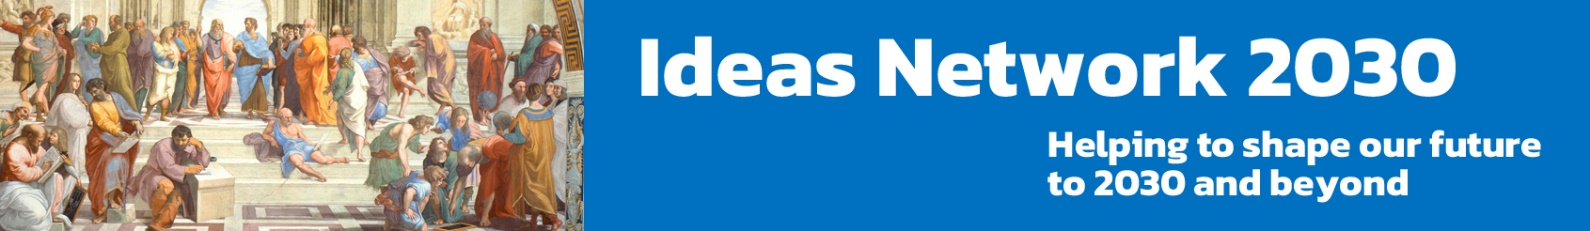 Ideas Network 2030
Helping to shape our future
to 2030 and beyond